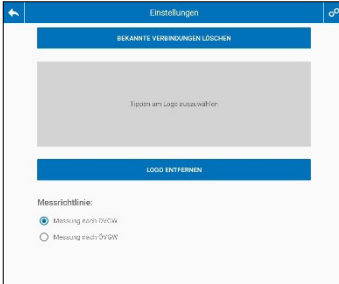 Einstellungen
BEKANNTE VERBINDUNGEN LÖSCHEN
Tippen um Logo auszuwählen
LOGO ENTFERNEN
Messrichtlinie:
Messung nach DVGW
Messung nach ÖVGW